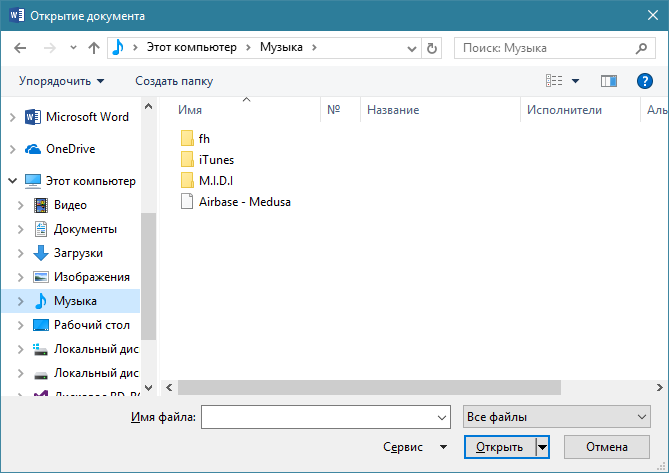 Открытие документа
Этот компьютер > Музыка >
Поиск: Музыка
Упорядочить Создать папку
Имя № Название Исполнители Аль
Microsoft Word
OneDrive
Этот компьютер
Видео
Документы
Загрузки
Изображения
Музыка
Рабочий стол
Локальный дис
Локальный дис
fh
iTunes
M.I.D.I
Airbase - Medusa
Имя файла:
Все файлы
Сервис
Открыть
Отмена